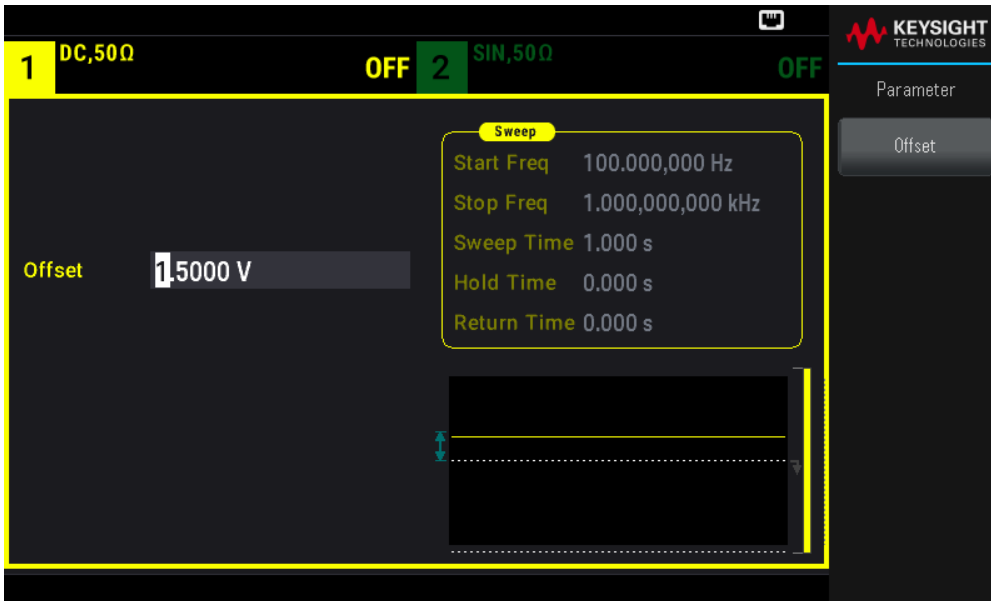 1 DC,50Ω OFF 2 SIN,50Ω OFF
KEYSIGHT
TECHNOLOGIES
Parameter
Offset
Sweep
Start Freq 100.000,000 Hz
Stop Freq 1.000,000,000 kHz
Sweep Time 1.000 s
Offset 1.5000 V
Hold Time 0.000 s
Return Time 0.000 s